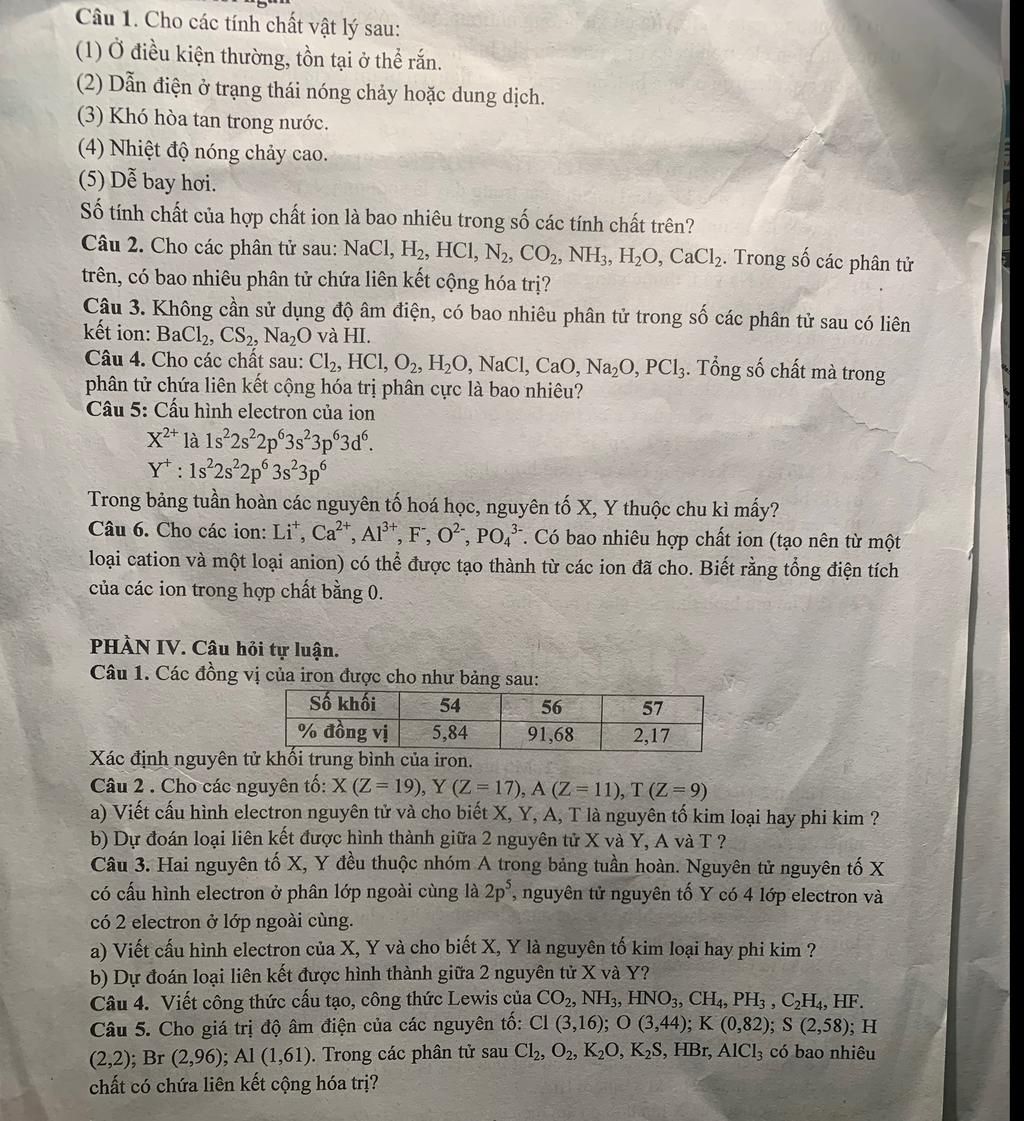 Câu 1. Cho các tính chất vật lý sau:
(1) Ở điều kiện thường, tồn tại ở thể rắn.
(2) Dẫn điện ở trạng thái nóng chảy hoặc dung dịch.
(3) Khó hòa tan trong nước.
(4) Nhiệt độ nóng chảy cao.
(5) Dễ bay hơi.
Số tính chất của hợp chất ion là bao nhiêu trong số các tính chất trên?
Câu 2. Cho các phân tử sau: NaCl, H₂, HCl, N₂, CO₂, NH₃, H₂O, CaCl₂. Trong số các phân tử
trên, có bao nhiêu phân tử chứa liên kết cộng hóa trị?
Câu 3. Không cần sử dụng độ âm điện, có bao nhiêu phân tử trong số các phân tử sau có liên
kết ion: BaCl₂, CS₂, Na₂O và HI.
Câu 4. Cho các chất sau: Cl₂, HCl, O₂, H₂O, NaCl, CaO, Na₂O, PCl₃. Tổng số chất mà trong
phân tử chứa liên kết cộng hóa trị phân cực là bao nhiêu?
Câu 5: Cấu hình electron của ion
X²⁺ là 1s²2s²2p⁶3s²3p⁶3d⁶.
Y⁺ : 1s²2s²2p⁶ 3s²3p⁶
Trong bảng tuần hoàn các nguyên tố hoá học, nguyên tố X, Y thuộc chu kì mấy?
Câu 6. Cho các ion: Li⁺, Ca²⁺, Al³⁺, F⁻, O²⁻, PO₄³⁻. Có bao nhiêu hợp chất ion (tạo nên từ một
loại cation và một loại anion) có thể được tạo thành từ các ion đã cho. Biết rằng tổng điện tích
của các ion trong hợp chất bằng 0.
PHẦN IV. Câu hỏi tự luận.
Câu 1. Các đồng vị của iron được cho như bảng sau:
Số khối 54 56 57
% đồng vị 5,84 91,68 2,17
Xác định nguyên tử khối trung bình của iron.
Câu 2 . Cho các nguyên tố: X (Z = 19), Y (Z = 17), A (Z = 11), T (Z = 9)
a) Viết cấu hình electron nguyên tử và cho biết X, Y, A, T là nguyên tố kim loại hay phi kim ?
b) Dự đoán loại liên kết được hình thành giữa 2 nguyên tử X và Y, A và T ?
Câu 3. Hai nguyên tố X, Y đều thuộc nhóm A trong bảng tuần hoàn. Nguyên tử nguyên tố X
có cấu hình electron ở phân lớp ngoài cùng là 2p⁵, nguyên tử nguyên tố Y có 4 lớp electron và
có 2 electron ở lớp ngoài cùng.
a) Viết cấu hình electron của X, Y và cho biết X, Y là nguyên tố kim loại hay phi kim ?
b) Dự đoán loại liên kết được hình thành giữa 2 nguyên tử X và Y?
Câu 4. Viết công thức cấu tạo, công thức Lewis của CO₂, NH₃, HNO₃, CH₄, PH₃ , C₂H₄, HF.
Câu 5. Cho giá trị độ âm điện của các nguyên tố: Cl (3,16); O (3,44); K (0,82); S (2,58); H
(2,2); Br (2,96); Al (1,61). Trong các phân tử sau Cl₂, O₂, K₂O, K₂S, HBr, AlCl₃ có bao nhiêu
chất có chứa liên kết cộng hóa trị?